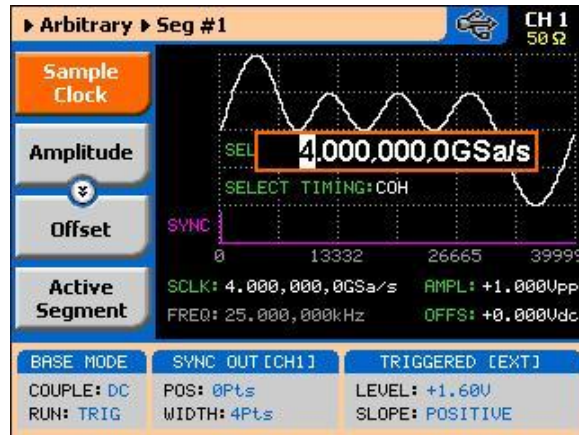 Arbitrary Seg #1
CH 1
50 Ω
Sample
Clock
Amplitude
Offset
Active
Segment
SEL
4.000,000,0GSa/s
SELECT TIMING:COH
SYNC
0 13332 26665 39999
SCLK: 4.000,000,0GSa/s AMPL: +1.000Vpp
FREQ: 25.000,000kHz OFFS: +0.000Vdc
BASE MODE
COUPLE: DC
RUN: TRIG
SYNC OUT [CH1]
POS: 0Pts
WIDTH: 4Pts
TRIGGERED [EXT]
LEVEL: +1.60V
SLOPE: POSITIVE